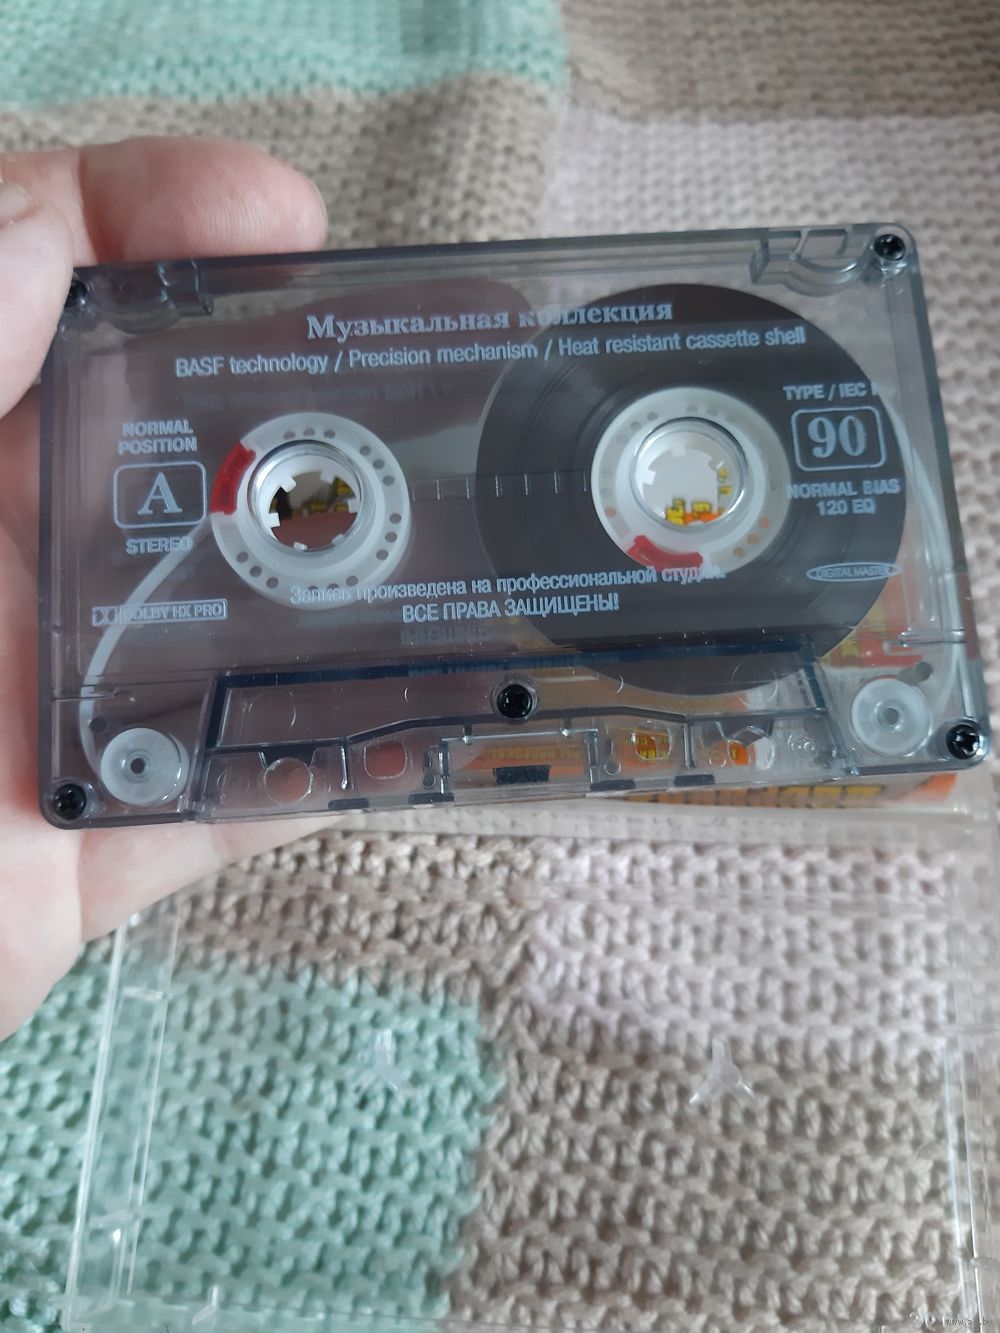 Музыкальная коллекция
BASF technology / Precision mechanism / Heat resistant cassette shell
NORMAL
POSITION
A
STEREO
DOLBY HX PRO
TYPE / IEC I
90
NORMAL BIAS
120 EQ
DIGITAL MASTER
Запись произведена на профессиональной студии.
ВСЕ ПРАВА ЗАЩИЩЕНЫ!